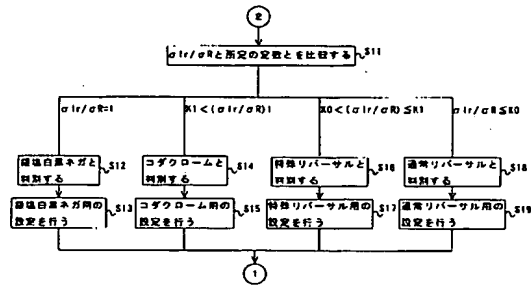 2
σIr/σRと所定の定数とを比較する S11
σIr/σR=1
K1<(σIr/σR)1
K0<(σIr/σR)≦K1
σIr/σR≦K0
銀塩白黒ネガと
判別する S12
コダクロームと
判別する S14
特殊リバーサルと
判別する S16
通常リバーサルと
判別する S18
銀塩白黒ネガ用の
設定を行う S13
コダクローム用の
設定を行う S15
特殊リバーサル用の
設定を行う S17
通常リバーサル用の
設定を行う S19
1